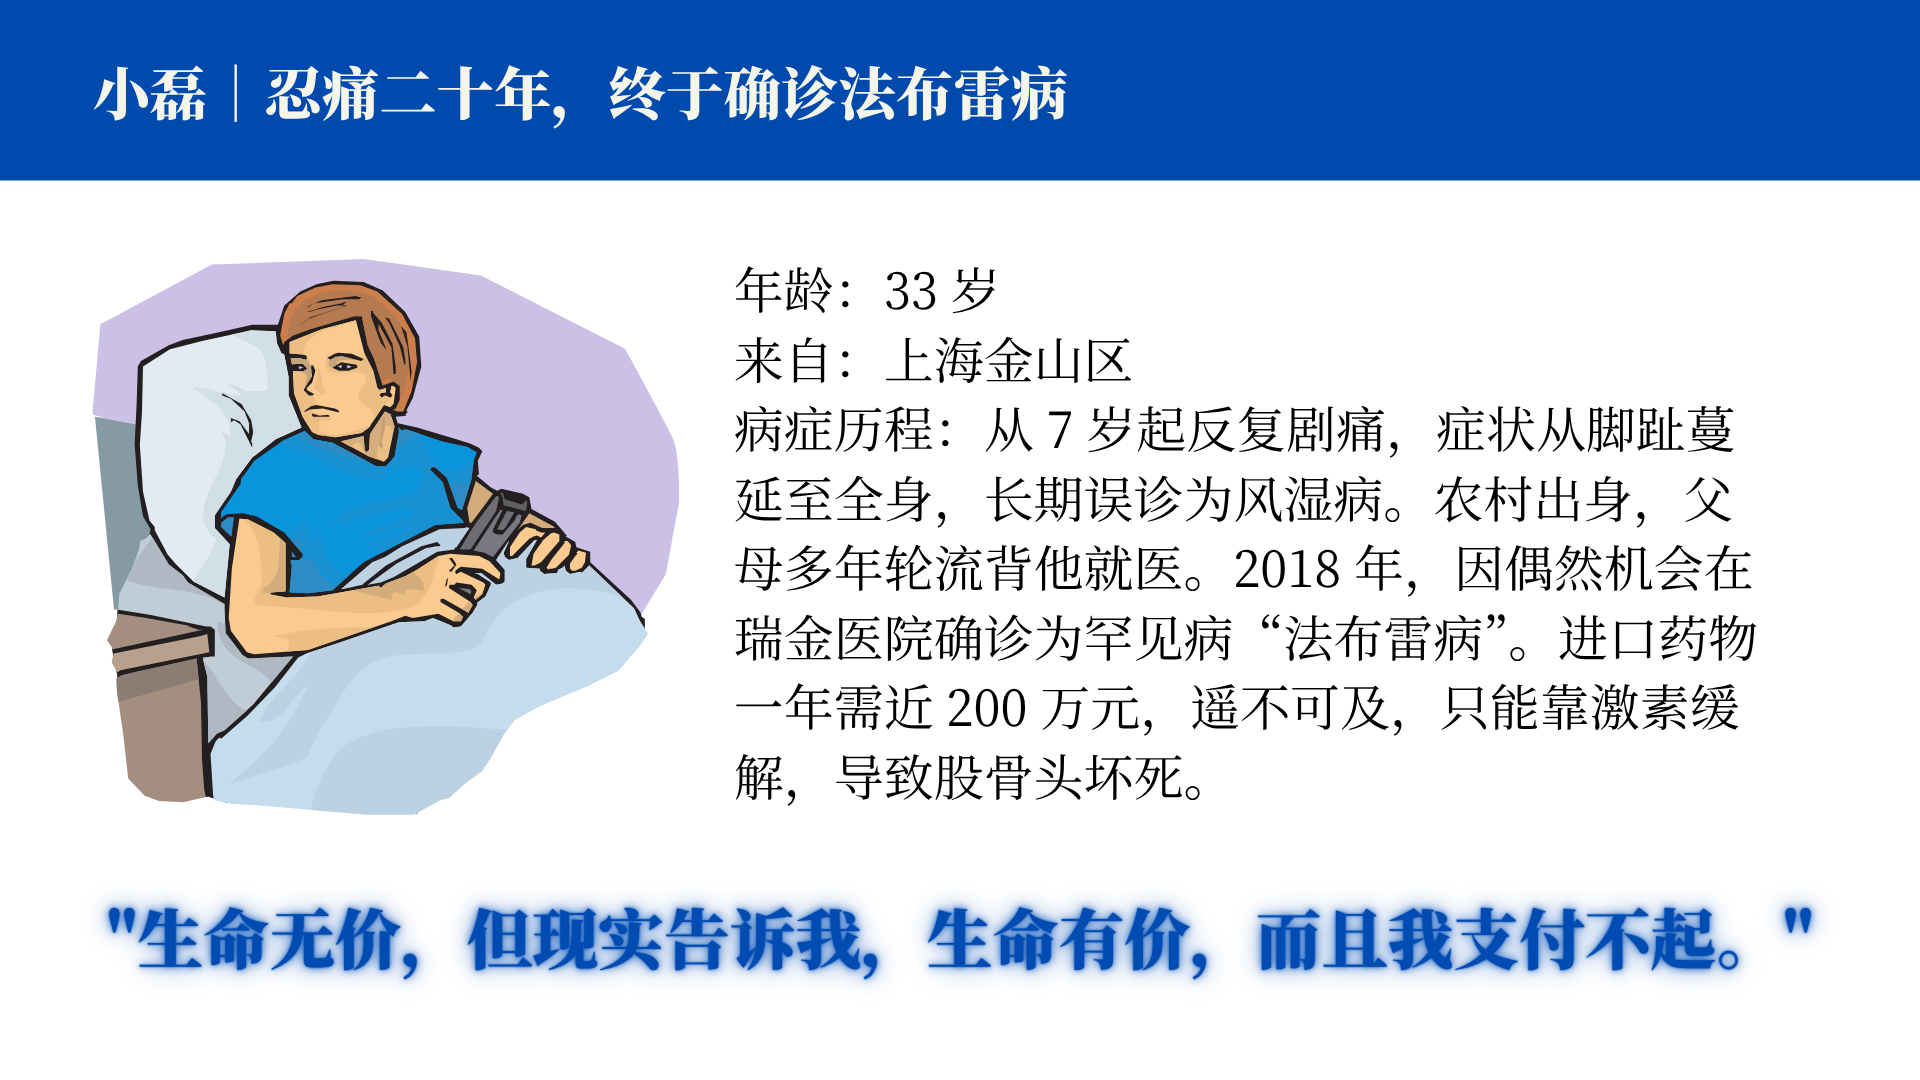 小磊｜忍痛二十年，终于确诊法布雷病
年龄：33 岁
来自：上海金山区
病症历程：从 7 岁起反复剧痛，症状从脚趾蔓
延至全身，长期误诊为风湿病。农村出身，父
母多年轮流背他就医。2018 年，因偶然机会在
瑞金医院确诊为罕见病“法布雷病”。进口药物
一年需近 200 万元，遥不可及，只能靠激素缓
解，导致股骨头坏死。
"生命无价，但现实告诉我，生命有价，而且我支付不起。"